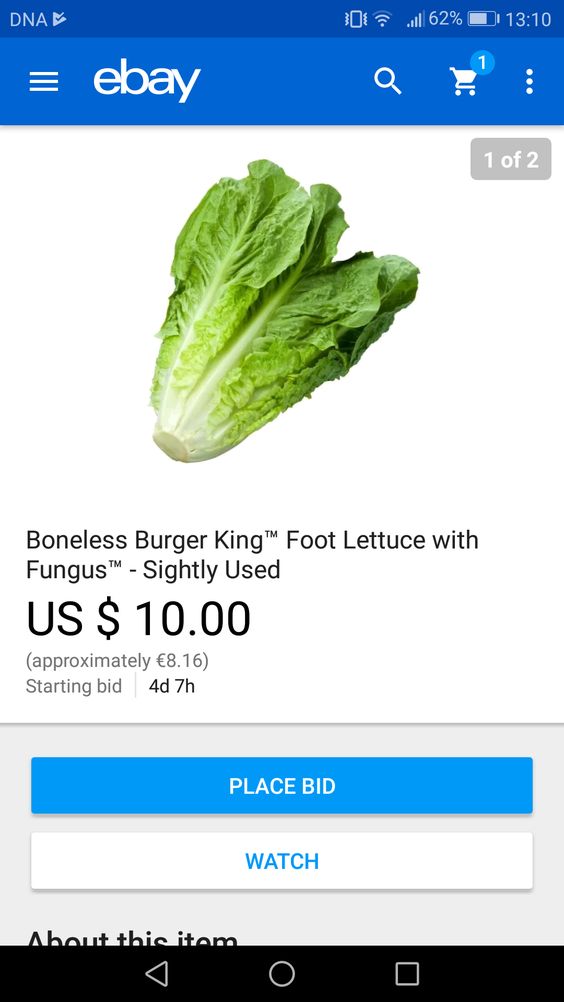 DNA 62% 13:10
ebay 1
1 of 2
Boneless Burger King™ Foot Lettuce with
Fungus™ - Sightly Used
US $ 10.00
(approximately €8.16)
Starting bid 4d 7h
PLACE BID
WATCH
About this item